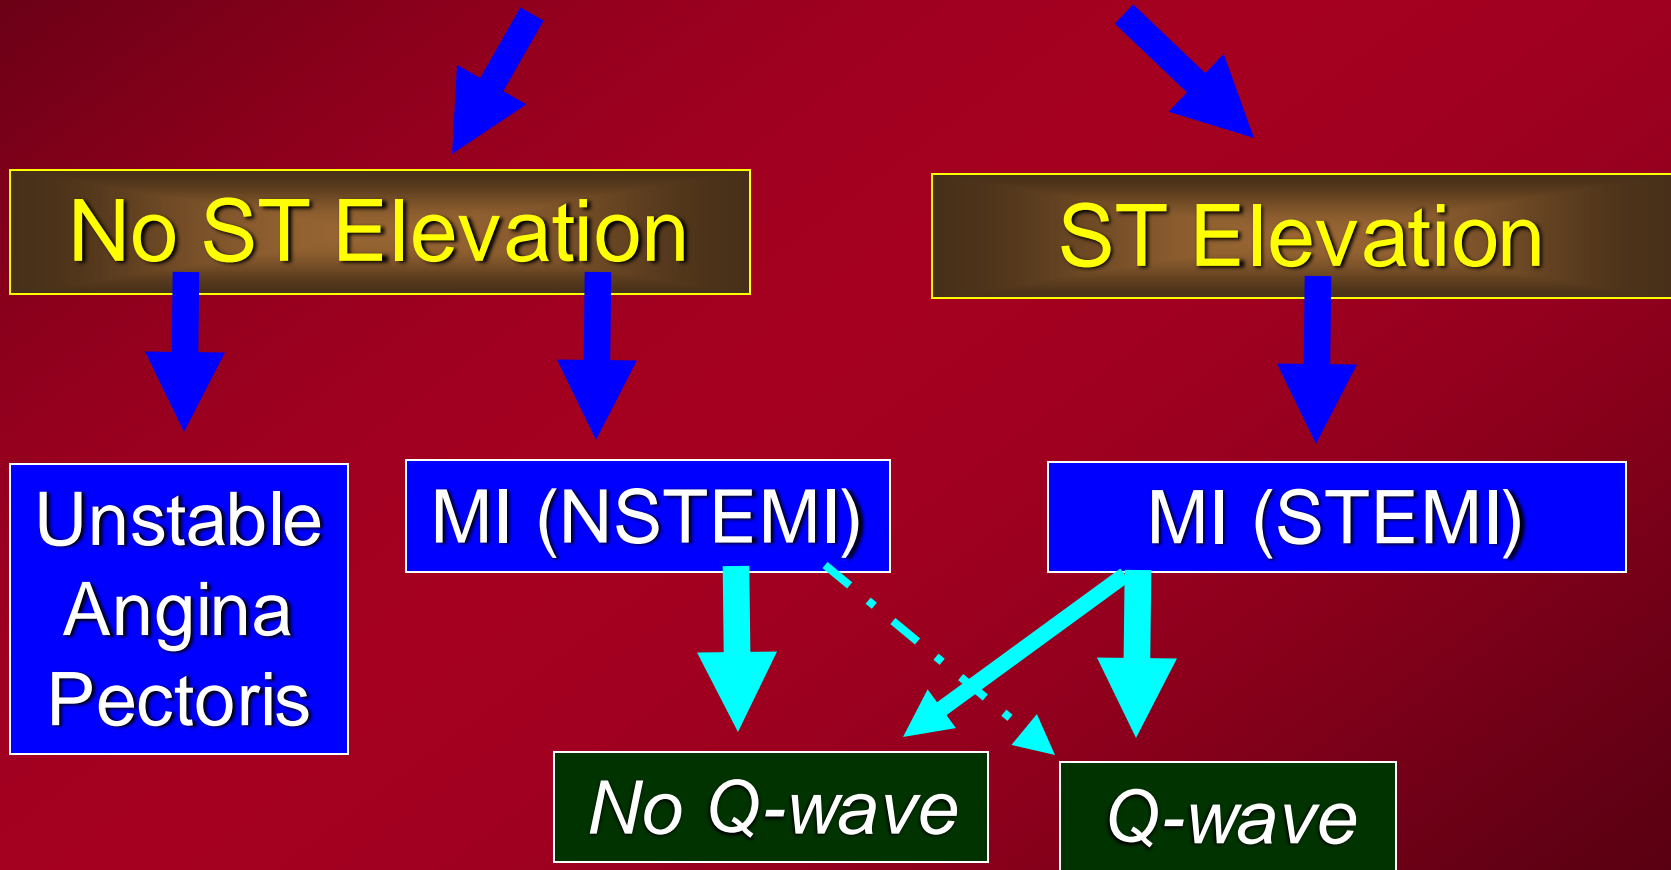 No ST Elevation
ST Elevation
Unstable
Angina
Pectoris
MI (NSTEMI)
MI (STEMI)
No Q-wave
Q-wave